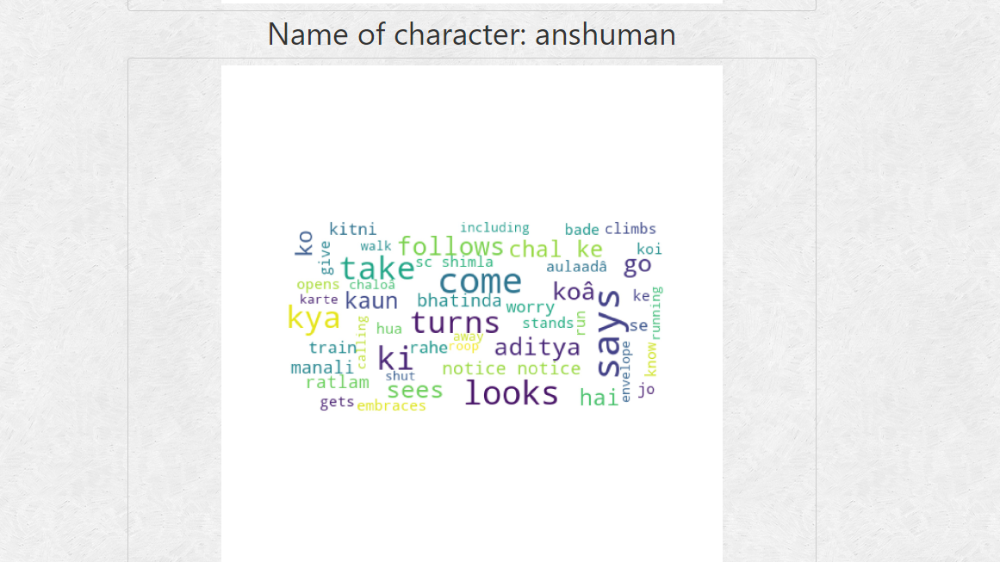 Name of character: anshuman
kitni
including
bade
climbs
ko
give
walk
follows
chal ke
koi
take
sc shimla
aulaadâ
go
opens
chaloâ
come
koâ
says
ke
running
karte
kaun
bhatinda
worry
kya
calling
hua
turns
away
stands
run
se
train
ki
rahe
roop
aditya
envelope
know
manali
shut
notice notice
ratlam
sees
looks
hai
jo
gets
embraces